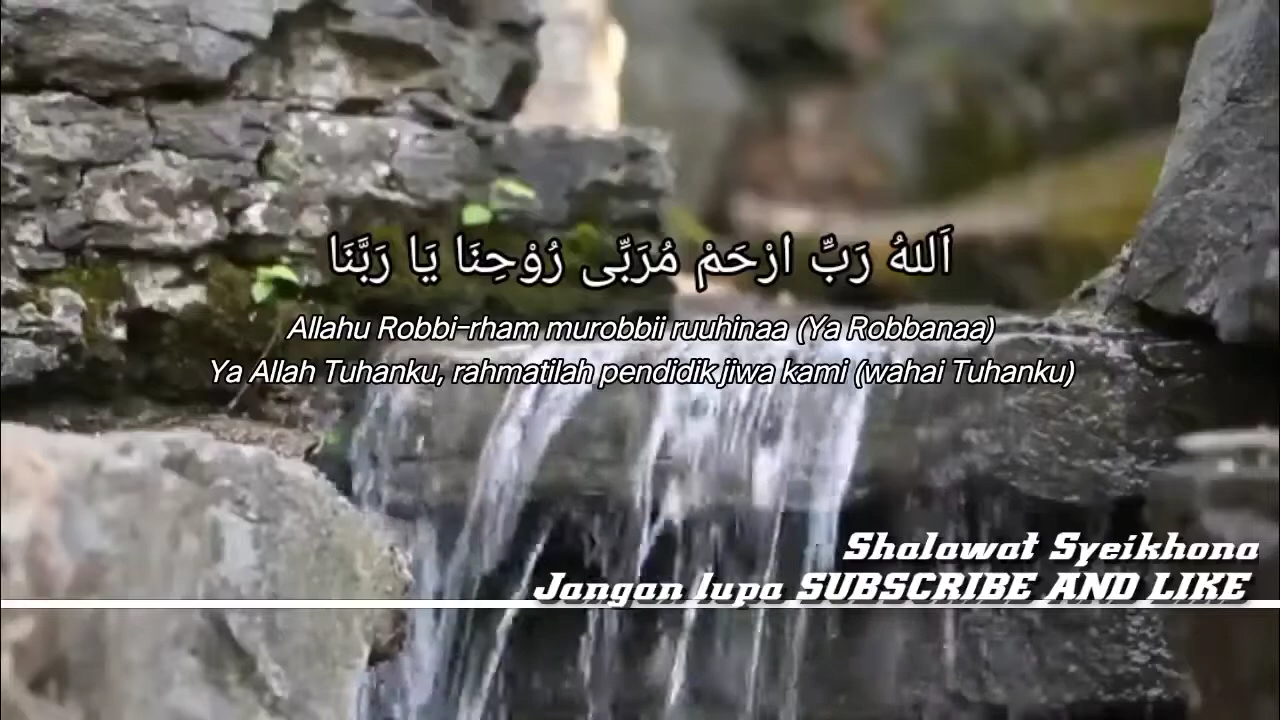 اَللهُ رَبِّ ارْحَمْ مُرَبِّى رُوْحِنَا يَا رَبَّنَا
Allahu Robbi-rham murobbii ruuhinaa (Ya Robbanaa)
Ya Allah Tuhanku, rahmatilah pendidik jiwa kami (wahai Tuhanku)
Shalawat Syeikhona
Jangan lupa SUBSCRIBE AND LIKE